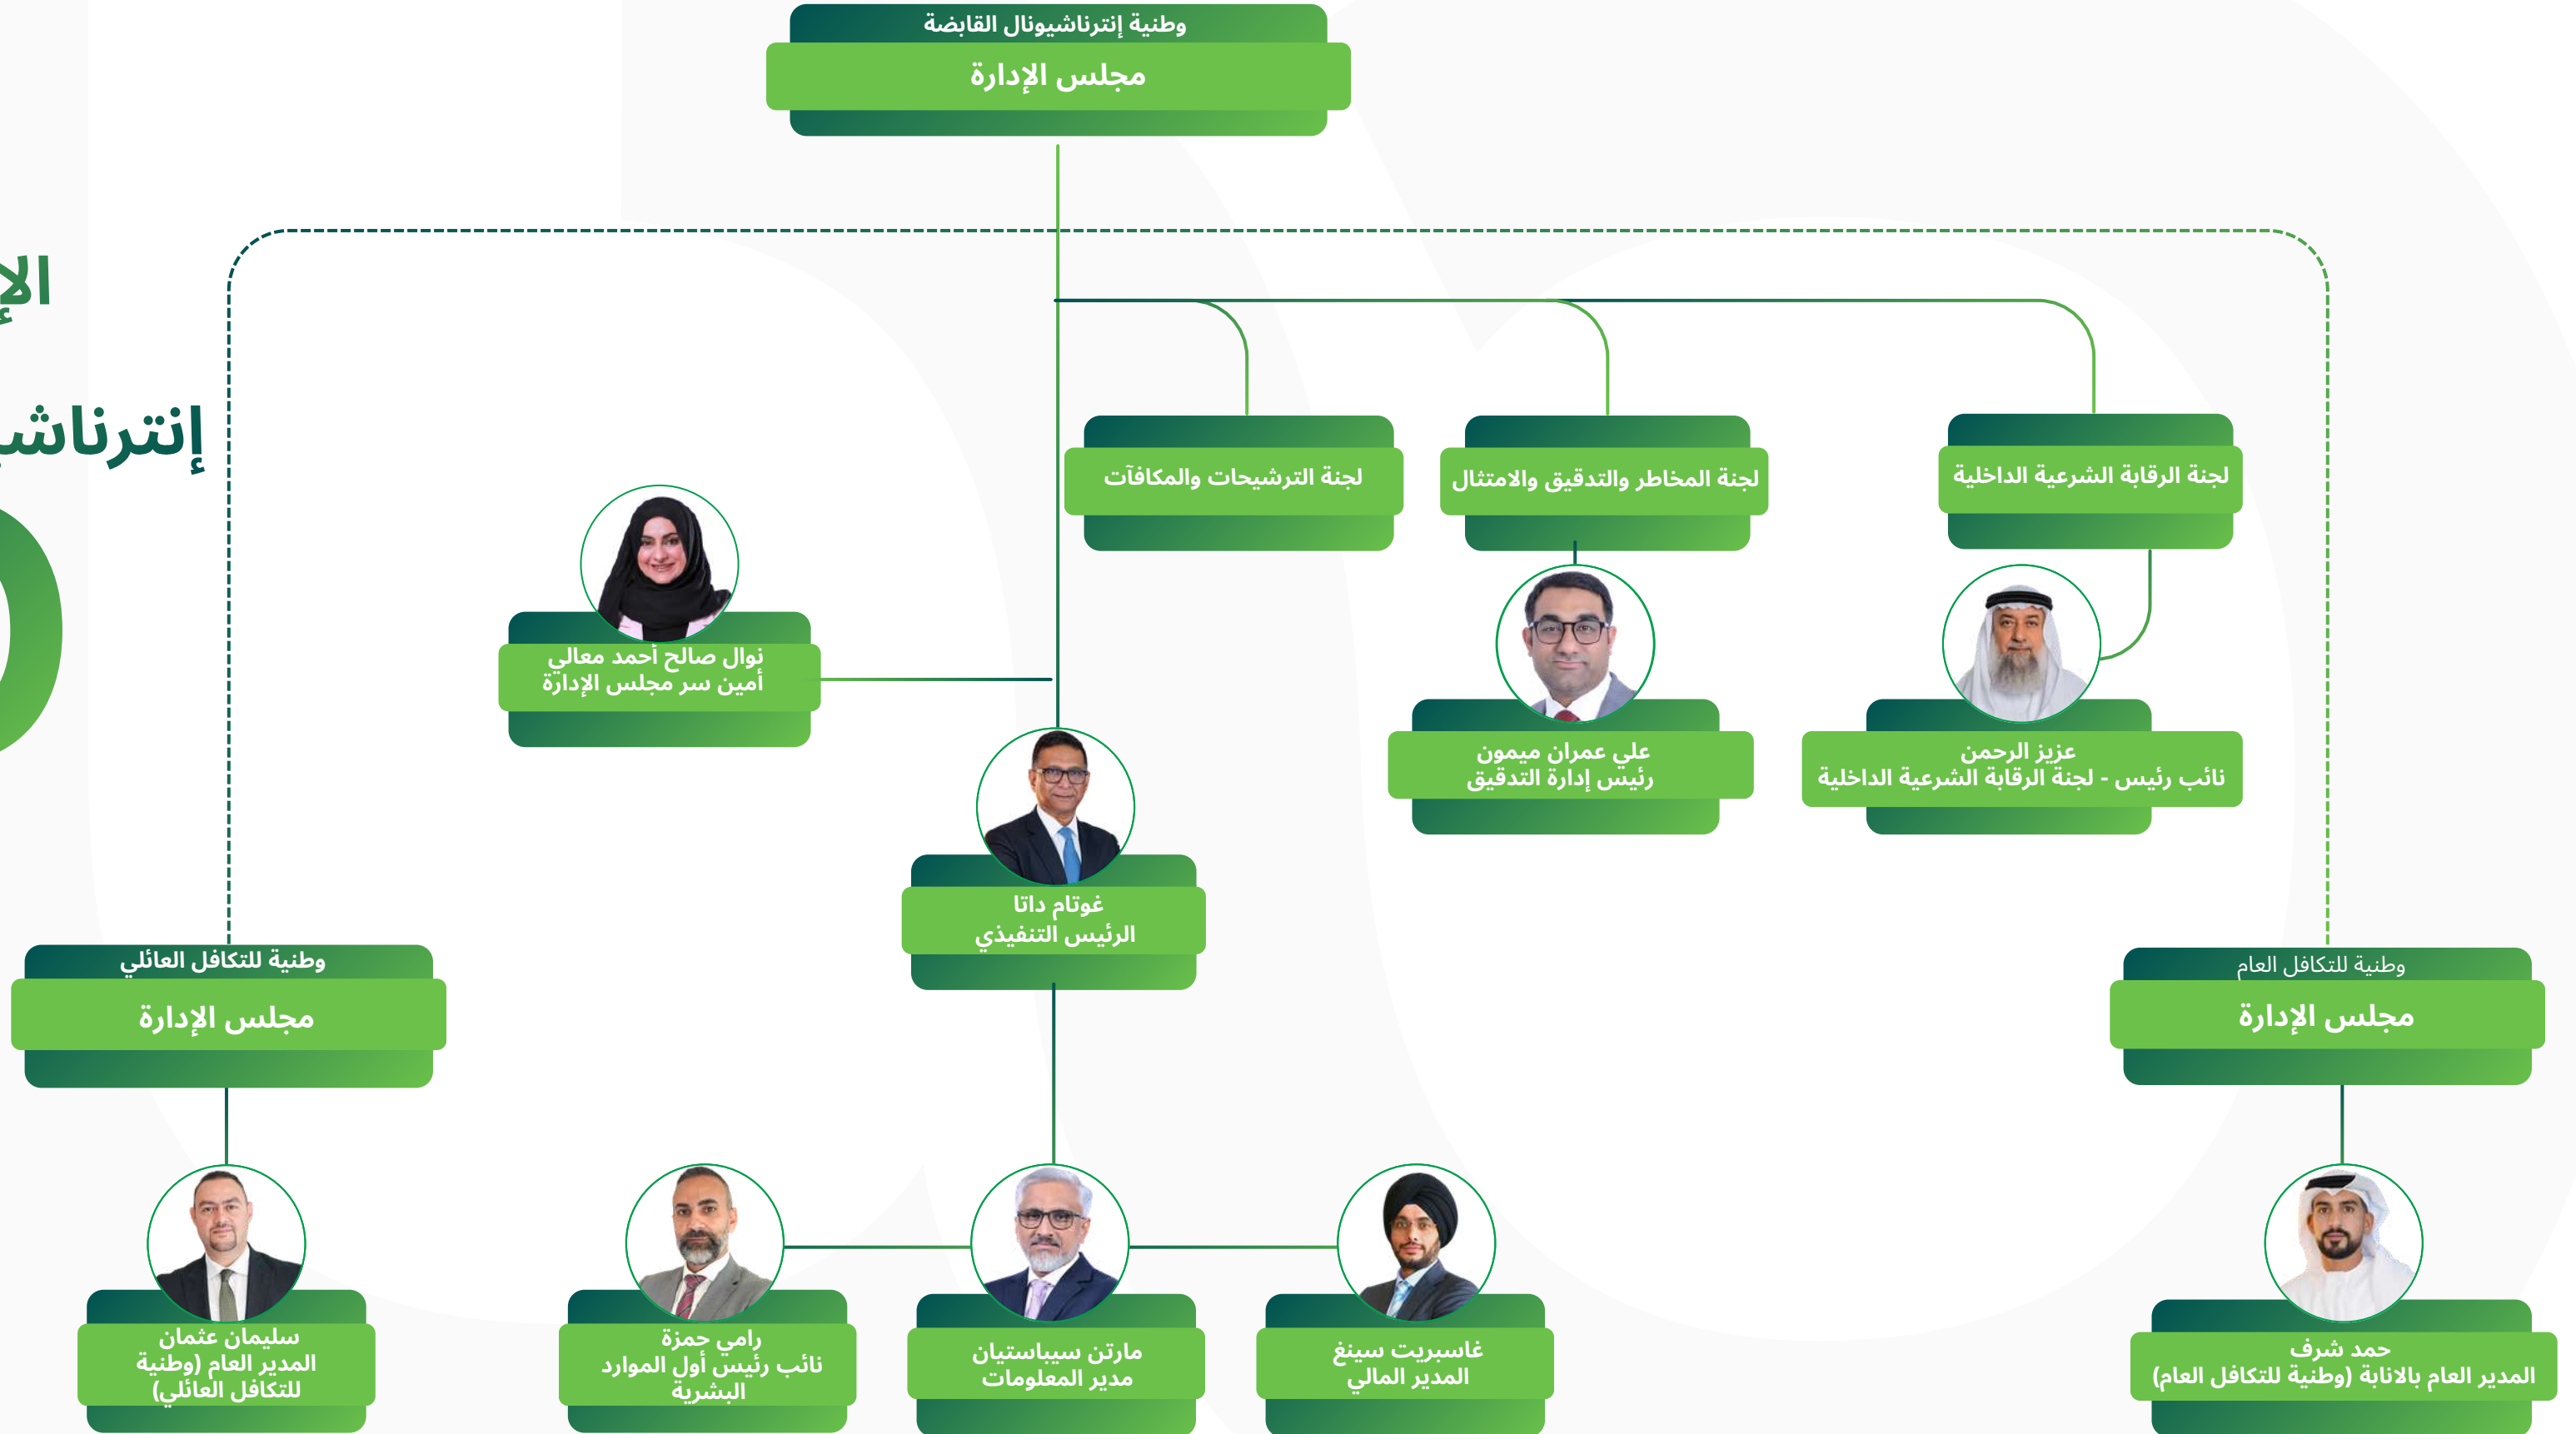 وطنية إنترناشيونال القابضة
مجلس الإدارة
لجنة الرقابة الشرعية الداخلية
لجنة المخاطر والتدقيق والامتثال
لجنة الترشيحات والمكافآت
نوال صالح أحمد معالي
أمين سر مجلس الإدارة
عزيز الرحمن
نائب رئيس - لجنة الرقابة الشرعية الداخلية
علي عمران ميمون
رئيس إدارة التدقيق
غوتام داتا
الرئيس التنفيذي
وطنية للتكافل العام
مجلس الإدارة
وطنية للتكافل العائلي
مجلس الإدارة
حمد شرف
المدير العام بالانابة (وطنية للتكافل العام)
غاسبريت سينغ
المدير المالي
مارتن سيباستيان
مدير المعلومات
رامي حمزة
نائب رئيس أول الموارد
البشرية
سليمان عثمان
المدير العام (وطنية
للتكافل العائلي)